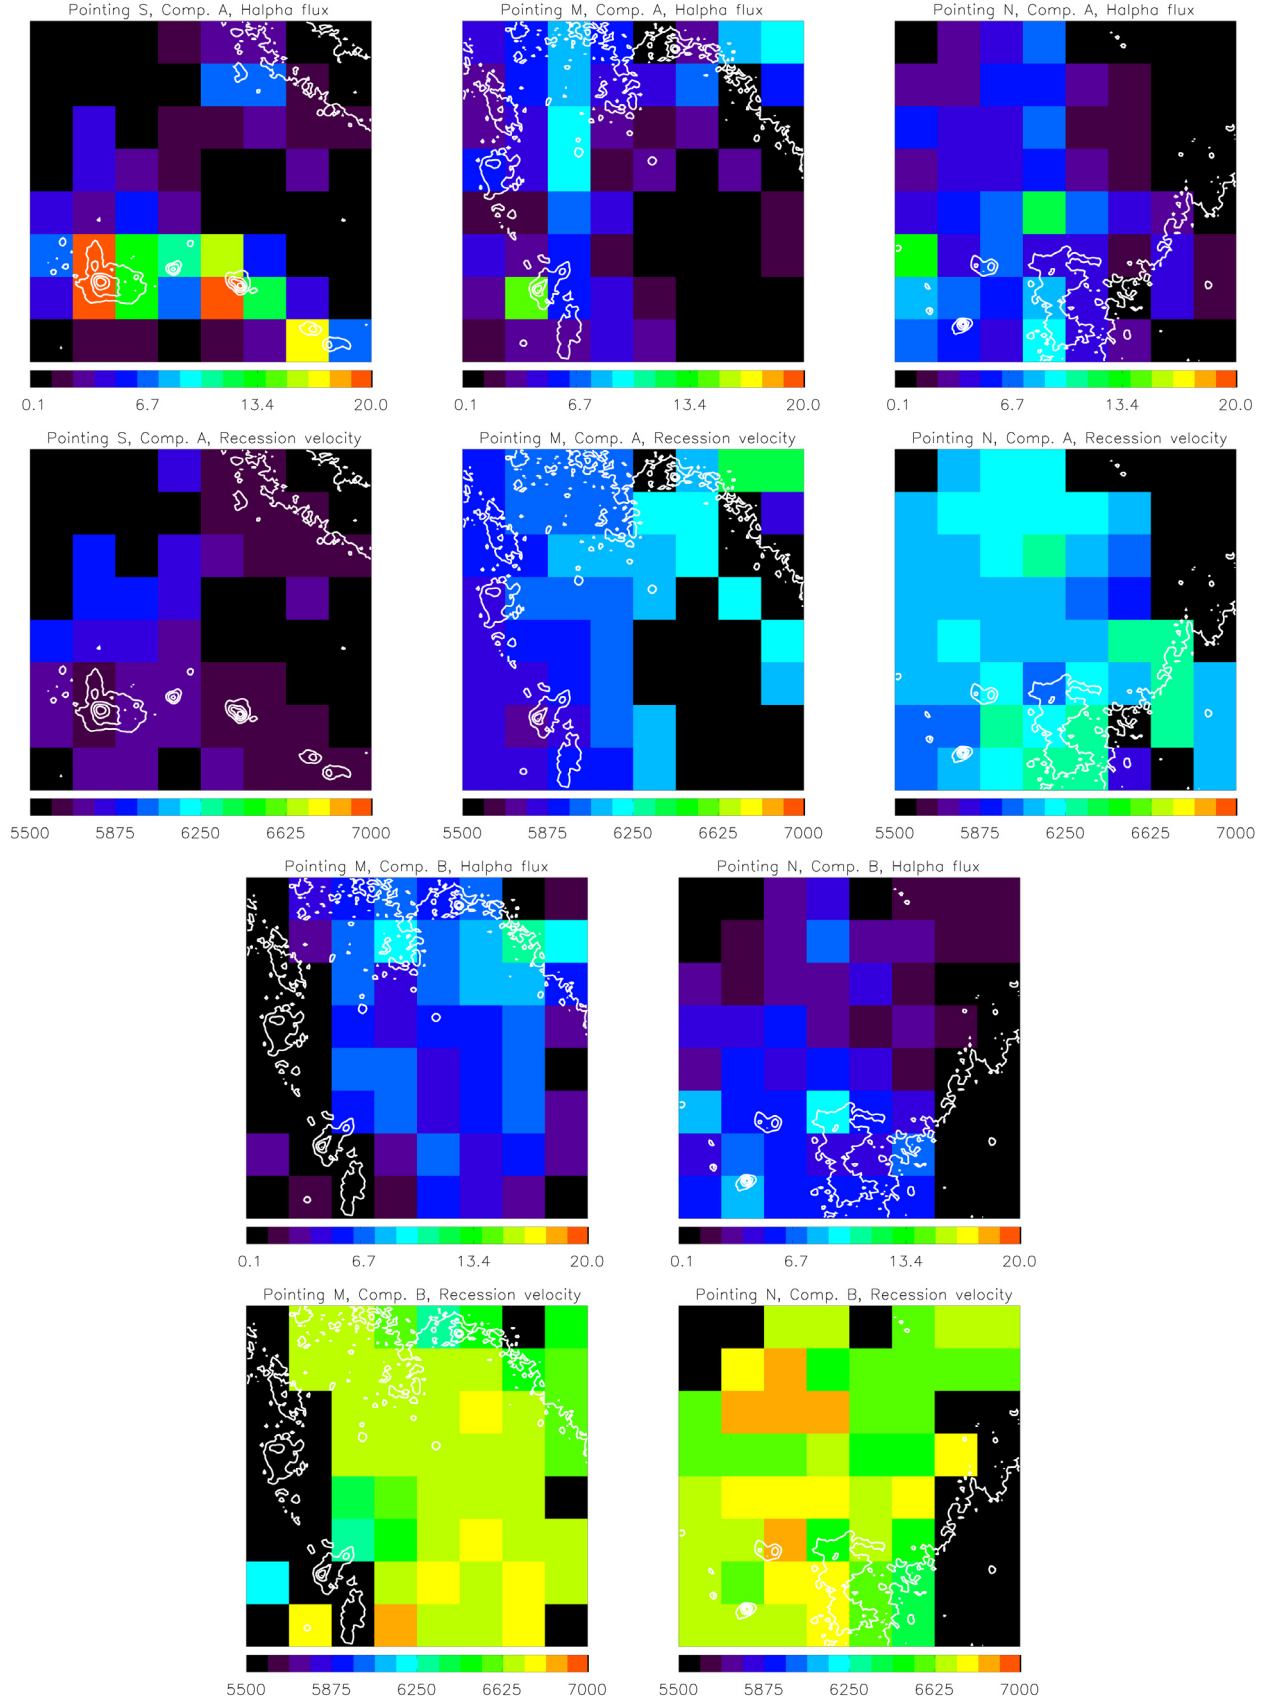 Pointing S, Comp. A, Halpha flux
Pointing M, Comp. A, Halpha flux
Pointing N, Comp. A, Halpha flux
0.1 6.7 13.4 20.0
0.1 6.7 13.4 20.0
0.1 6.7 13.4 20.0
Pointing S, Comp. A, Recession velocity
Pointing M, Comp. A, Recession velocity
Pointing N, Comp. A, Recession velocity
5500 5875 6250 6625 7000
5500 5875 6250 6625 7000
5500 5875 6250 6625 7000
Pointing M, Comp. B, Halpha flux
Pointing N, Comp. B, Halpha flux
0.1 6.7 13.4 20.0
0.1 6.7 13.4 20.0
Pointing M, Comp. B, Recession velocity
Pointing N, Comp. B, Recession velocity
5500 5875 6250 6625 7000
5500 5875 6250 6625 7000